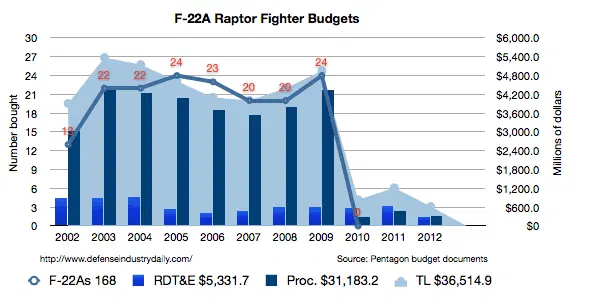 F-22A Raptor Fighter Budgets
30 $6,000.0
27 $5,400.0
24 $4,800.0
21 $4,200.0
18 $3,600.0
15 $3,000.0
12 $2,400.0
9 $1,800.0
6 $1,200.0
3 $600.0
0 $0
Number bought
Millions of dollars
13 22 22 24 23 20 20 24 0
2002 2003 2004 2005 2006 2007 2008 2009 2010 2011 2012
http://www.defenseindustrydaily.com/ Source: Pentagon budget documents
F-22As 168 RDT&E $5,331.7 Proc. $31,183.2 TL $36,514.9